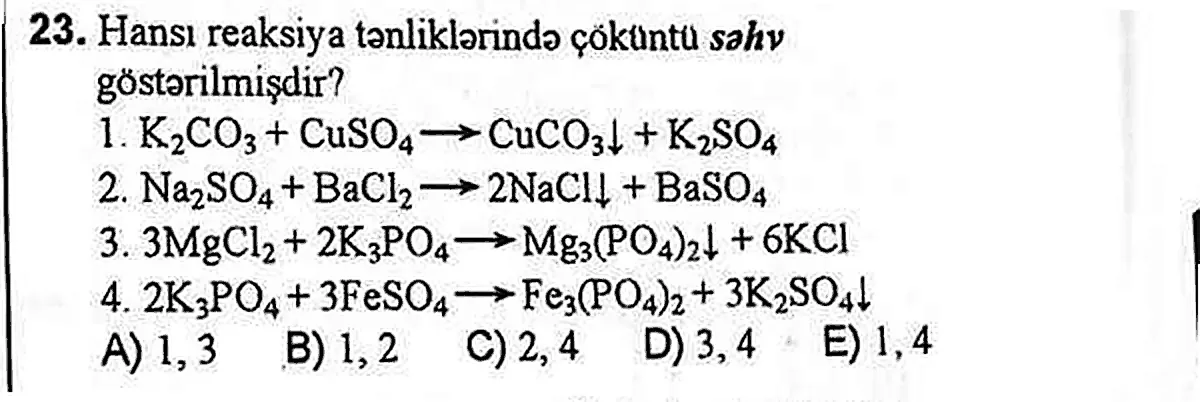 23. Hansı reaksiya tənliklərində çöküntü səhv
göstərilmişdir?
1. K₂CO₃ + CuSO₄ → CuCO₃↓ + K₂SO₄
2. Na₂SO₄ + BaCl₂ → 2NaCl↓ + BaSO₄
3. 3MgCl₂ + 2K₃PO₄ → Mg₃(PO₄)₂↓ + 6KCl
4. 2K₃PO₄ + 3FeSO₄ → Fe₃(PO₄)₂ + 3K₂SO₄↓
A) 1, 3 B) 1, 2 C) 2, 4 D) 3, 4 E) 1, 4